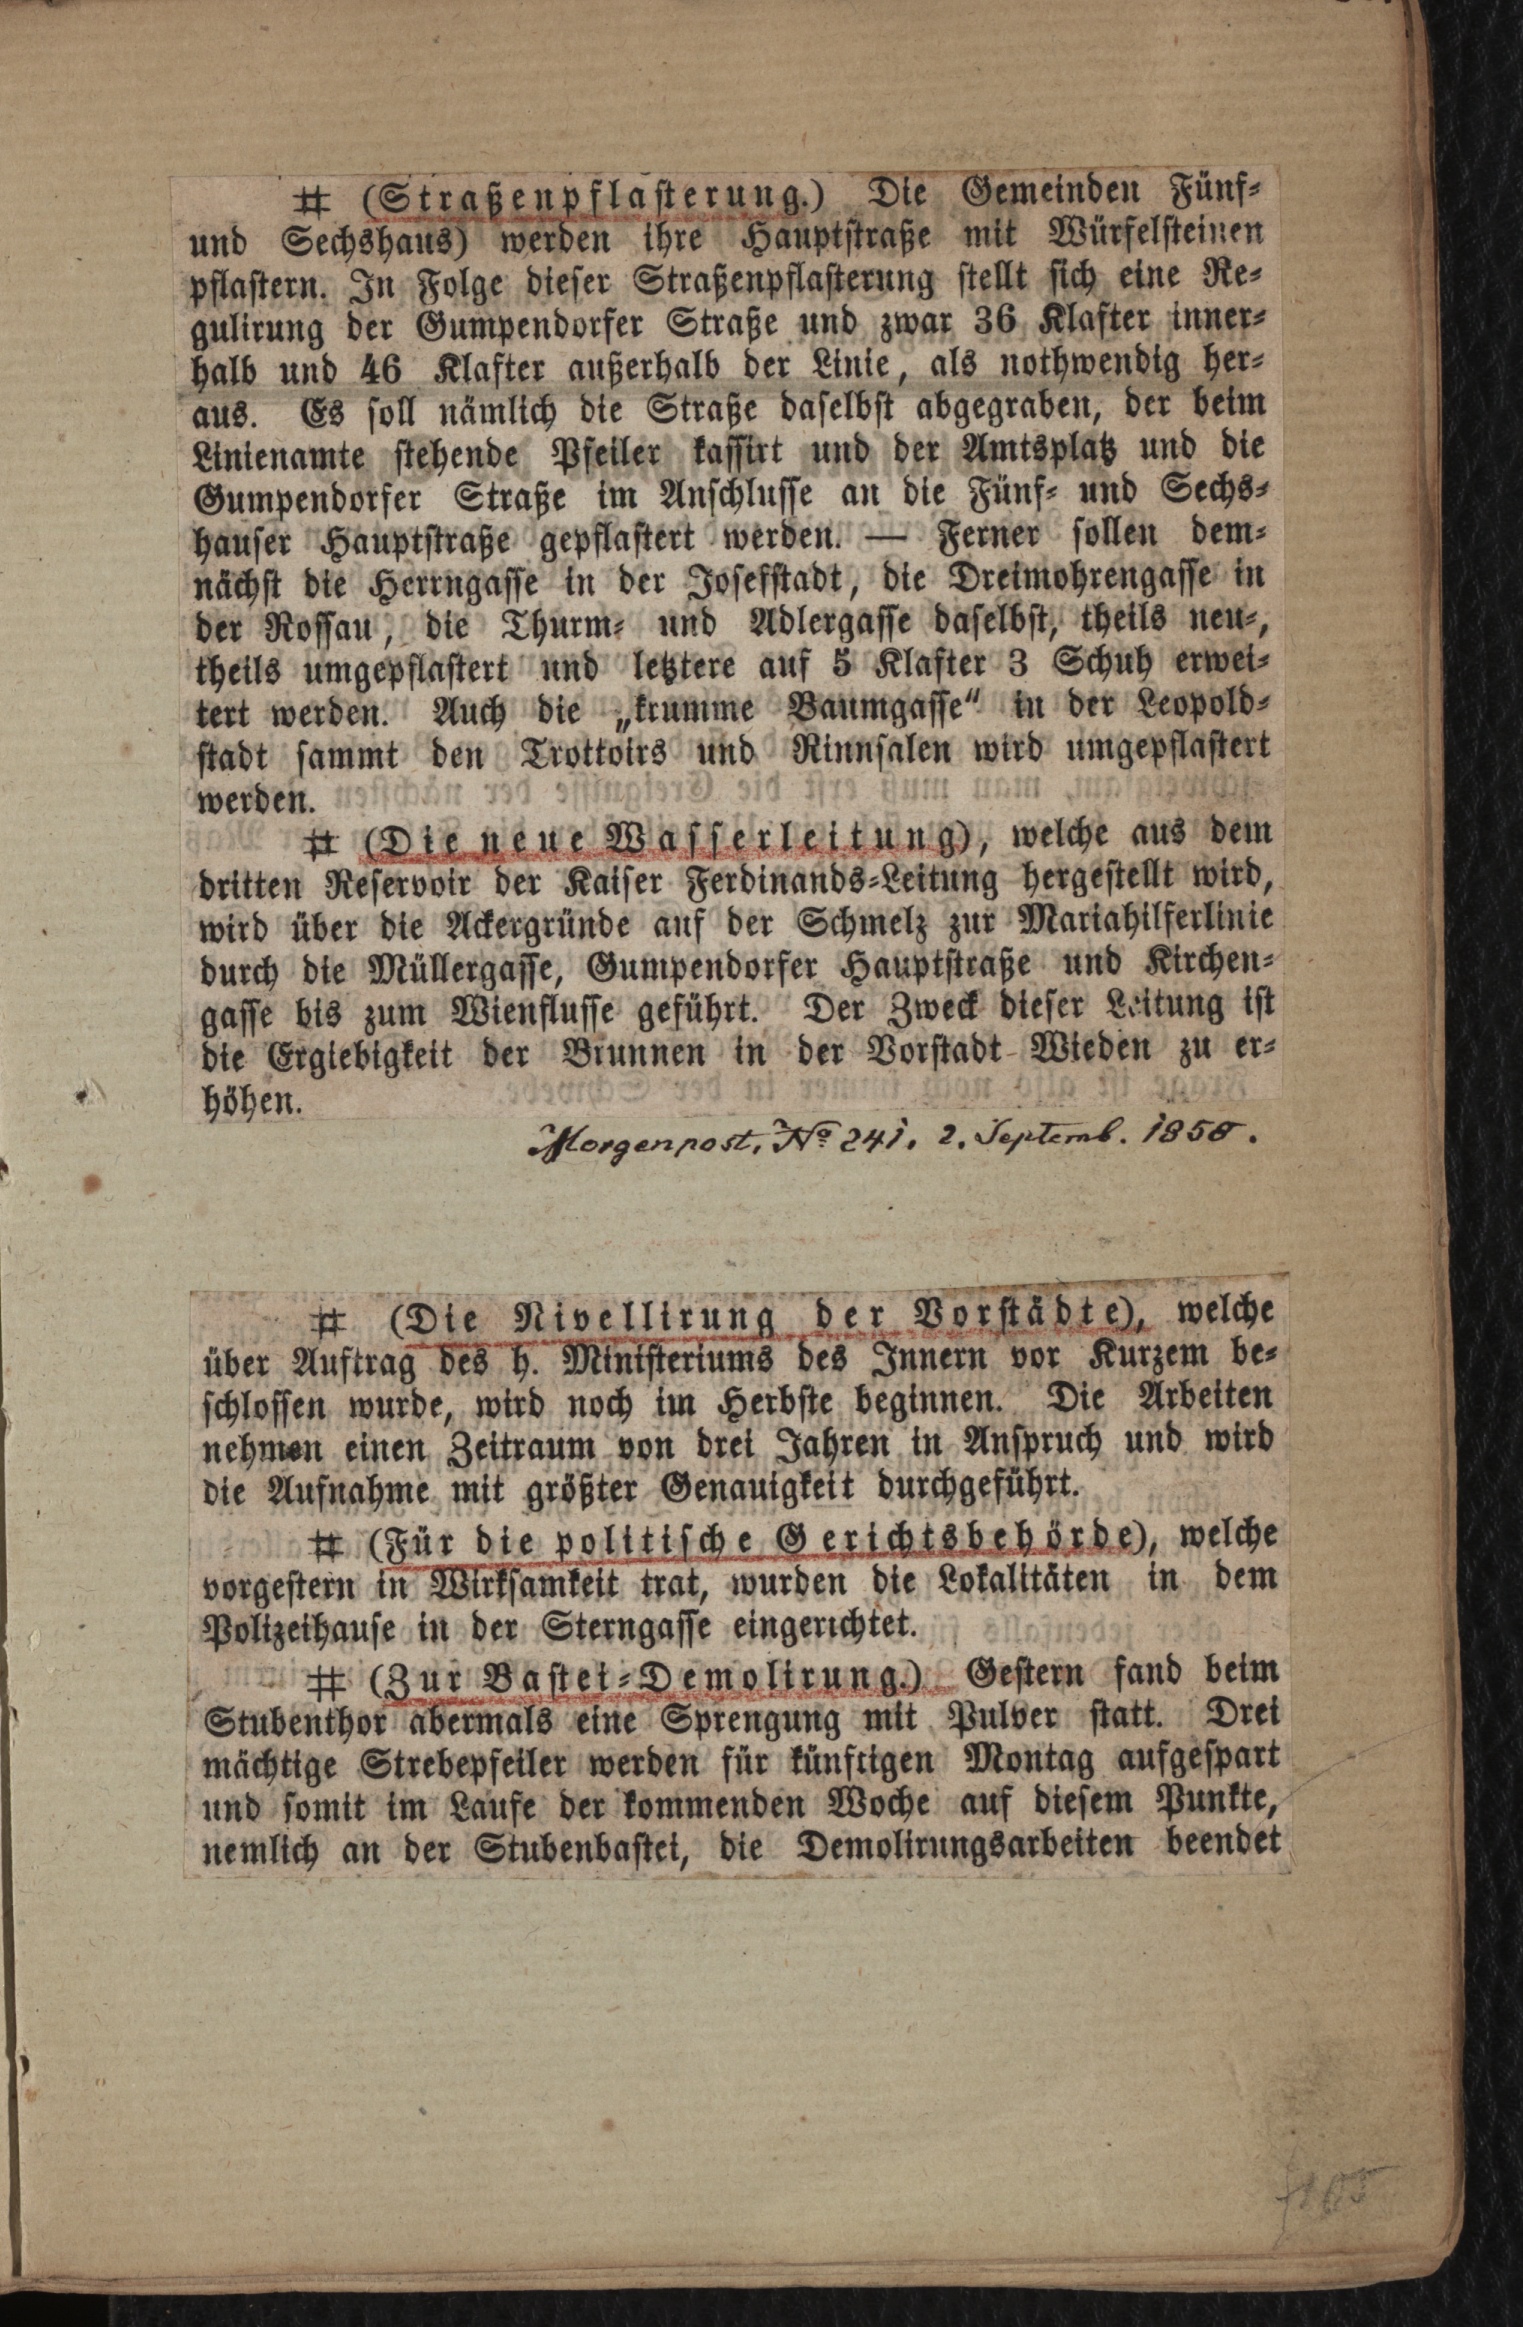 ⌗ (Straßenpflasterung.) Die Gemeinden Fünf-
und Sechshaus) werden ihre Hauptstraße mit Würfelsteinen
pflastern. In Folge dieser Straßenpflasterung stellt sich eine Re-
gulirung der Gumpendorfer Straße und zwar 36 Klafter inner-
halb und 46 Klafter außerhalb der Linie, als nothwendig her-
aus. Es soll nämlich die Straße daselbst abgegraben, der beim
Linienamte stehende Pfeiler kassirt und der Amtsplatz und die
Gumpendorfer Straße im Anschlusse an die Fünf- und Sechs-
hauser Hauptstraße gepflastert werden. — Ferner sollen dem-
nächst die Herrngasse in der Josefstadt, die Dreimohrengasse in
der Rossau, die Thurm- und Adlergasse daselbst, theils neu-,
theils umgepflastert und letztere auf 5 Klafter 3 Schuh erwei-
tert werden. Auch die „krumme Baumgasse“ in der Leopold-
stadt sammt den Trottoirs und Rinnsalen wird umgepflastert
werden.
⌗ (Die neue Wasserleitung), welche aus dem
dritten Reservoir der Kaiser Ferdinands-Leitung hergestellt wird,
wird über die Ackergründe auf der Schmelz zur Mariahilferlinie
durch die Müllergasse, Gumpendorfer Hauptstraße und Kirchen-
gasse bis zum Wienflusse geführt. Der Zweck dieser Leitung ist
die Ergiebigkeit der Brunnen in der Vorstadt Wieden zu er-
höhen.
Morgenpost, No 241. 2. Septemb. 1858.
⌗ (Die Nivellirung der Vorstädte), welche
über Auftrag des h. Ministeriums des Innern vor Kurzem be-
schlossen wurde, wird noch im Herbste beginnen. Die Arbeiten
nehmen einen Zeitraum von drei Jahren in Anspruch und wird
die Aufnahme mit größter Genauigkeit durchgeführt.
⌗ (Für die politische Gerichtsbehörde), welche
vorgestern in Wirksamkeit trat, wurden die Lokalitäten in dem
Polizeihause in der Sterngasse eingerichtet.
⌗ (Zur Bastei-Demolirung.) Gestern fand beim
Stubenthor abermals eine Sprengung mit Pulver statt. Drei
mächtige Strebepfeiler werden für künftigen Montag aufgespart
und somit im Laufe der kommenden Woche auf diesem Punkte,
nemlich an der Stubenbastei, die Demolirungsarbeiten beendet